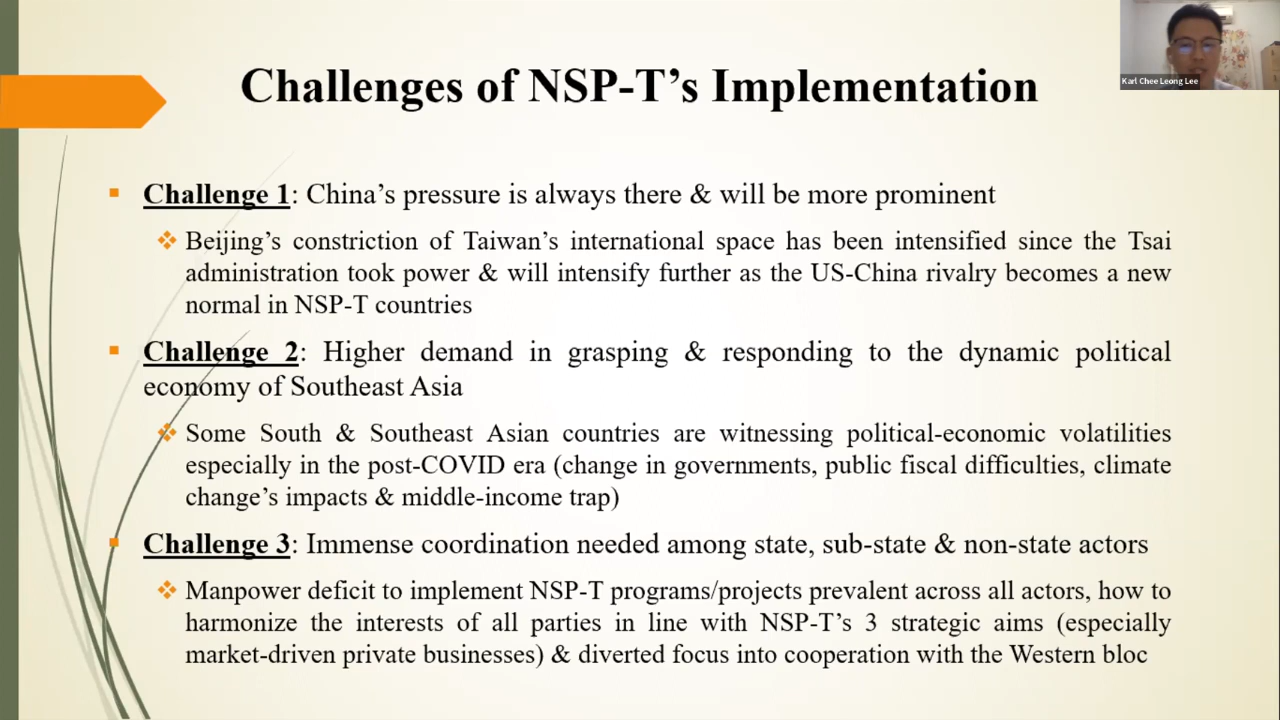 Challenges of NSP-T’s Implementation
Karl Chee Leong Lee
Challenge 1: China’s pressure is always there & will be more prominent
Beijing’s constriction of Taiwan’s international space has been intensified since the Tsai
administration took power & will intensify further as the US-China rivalry becomes a new
normal in NSP-T countries
Challenge 2: Higher demand in grasping & responding to the dynamic political
economy of Southeast Asia
Some South & Southeast Asian countries are witnessing political-economic volatilities
especially in the post-COVID era (change in governments, public fiscal difficulties, climate
change’s impacts & middle-income trap)
Challenge 3: Immense coordination needed among state, sub-state & non-state actors
Manpower deficit to implement NSP-T programs/projects prevalent across all actors, how to
harmonize the interests of all parties in line with NSP-T’s 3 strategic aims (especially
market-driven private businesses) & diverted focus into cooperation with the Western bloc